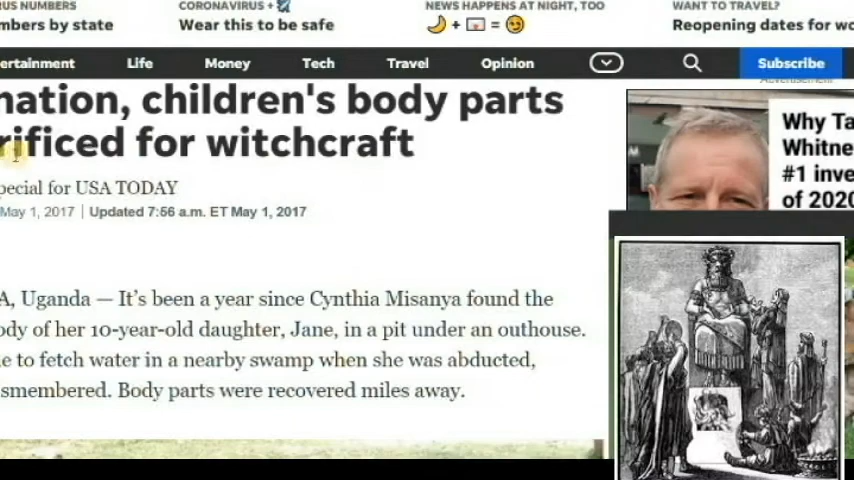 RUS NUMBERS
mbers by state
CORONAVIRUS +
Wear this to be safe
NEWS HAPPENS AT NIGHT, TOO
+ =
WANT TO TRAVEL?
Reopening dates for wo
ertainment Life Money Tech Travel Opinion Subscribe
Advertisement
nation, children's body parts
rificed for witchcraft
pecial for USA TODAY
May 1, 2017 | Updated 7:56 a.m. ET May 1, 2017
Why Ta
Whitne
#1 inve
of 2020
A, Uganda — It's been a year since Cynthia Misanya found the
ody of her 10-year-old daughter, Jane, in a pit under an outhouse.
e to fetch water in a nearby swamp when she was abducted,
smembered. Body parts were recovered miles away.